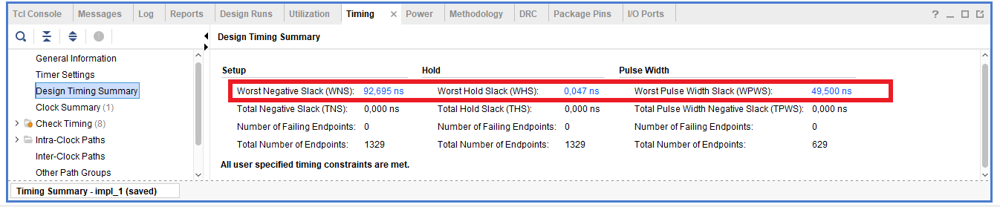 Tcl Console Messages Log Reports Design Runs Utilization Timing × Power Methodology DRC Package Pins I/O Ports ? _
Design Timing Summary
General Information
Timer Settings
Design Timing Summary
Clock Summary (1)
Check Timing (8)
Intra-Clock Paths
Inter-Clock Paths
Other Path Groups
Setup Hold Pulse Width
Worst Negative Slack (WNS): 92,695 ns Worst Hold Slack (WHS): 0,047 ns Worst Pulse Width Slack (WPWS): 49,500 ns
Total Negative Slack (TNS): 0,000 ns Total Hold Slack (THS): 0,000 ns Total Pulse Width Negative Slack (TPWS): 0,000 ns
Number of Failing Endpoints: 0 Number of Failing Endpoints: 0 Number of Failing Endpoints: 0
Total Number of Endpoints: 1329 Total Number of Endpoints: 1329 Total Number of Endpoints: 629
All user specified timing constraints are met.
Timing Summary - impl_1 (saved)